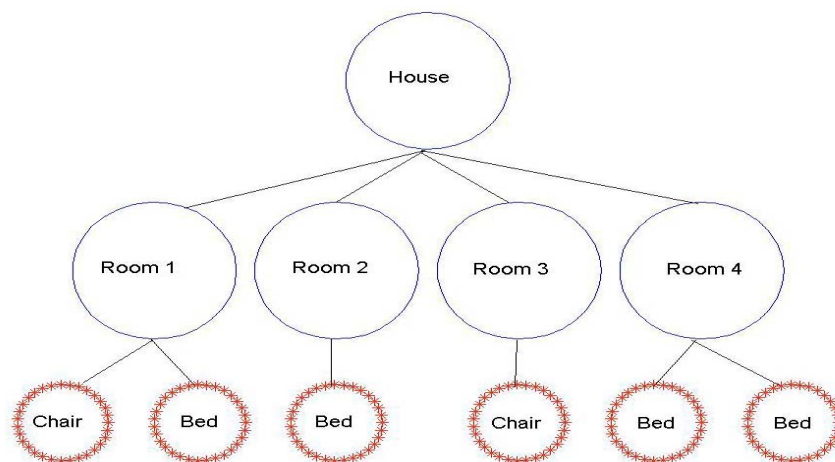 House
Room 1
Room 2
Room 3
Room 4
Chair
Bed
Bed
Chair
Bed
Bed